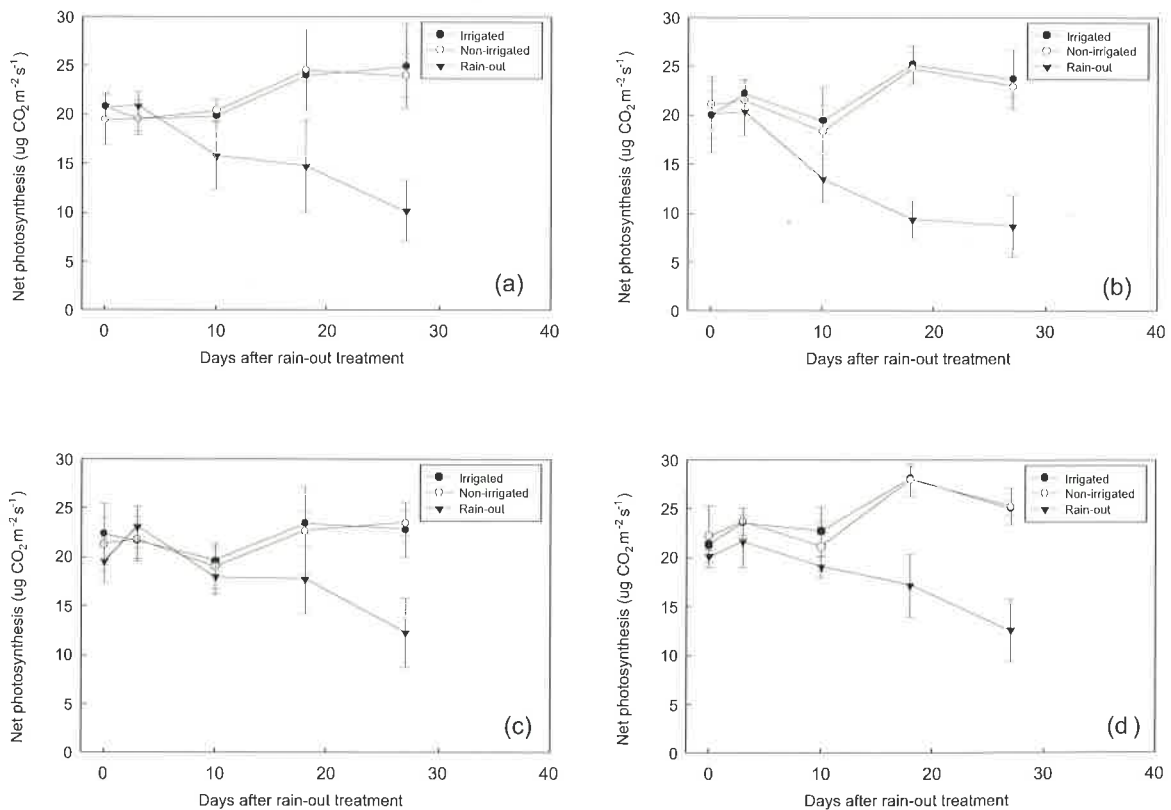 30
25
20
15
10
5
0
Net photosynthesis (ug CO2 m-2 s-1)
Irrigated
Non-irrigated
Rain-out
(a)
0 10 20 30 40
Days after rain-out treatment
30
25
20
15
10
5
0
Net photosynthesis (ug CO2 m-2 s-1)
Irrigated
Non-irrigated
Rain-out
(b)
0 10 20 30 40
Days after rain-out treatment
30
25
20
15
10
5
0
Net photosynthesis (ug CO2 m-2 s-1)
Irrigated
Non-irrigated
Rain-out
(c)
0 10 20 30 40
Days after rain-out treatment
30
25
20
15
10
5
0
Net photosynthesis (ug CO2 m-2 s-1)
Irrigated
Non-irrigated
Rain-out
(d)
0 10 20 30 40
Days after rain-out treatment